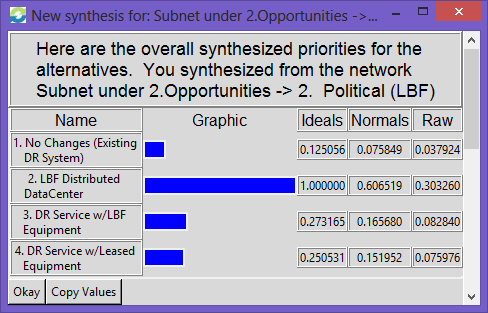 New synthesis for: Subnet under 2.Opportunities ->...
Here are the overall synthesized priorities for the
alternatives.  You synthesized from the network
Subnet under 2.Opportunities -> 2.  Political (LBF)
Name Graphic Ideals Normals Raw
1. No Changes (Existing
DR System) 0.125056 0.075849 0.037924
2. LBF Distributed
DataCenter 1.000000 0.606519 0.303260
3. DR Service w/LBF
Equipment 0.273165 0.165680 0.082840
4. DR Service w/Leased
Equipment 0.250531 0.151952 0.075976
Okay Copy Values